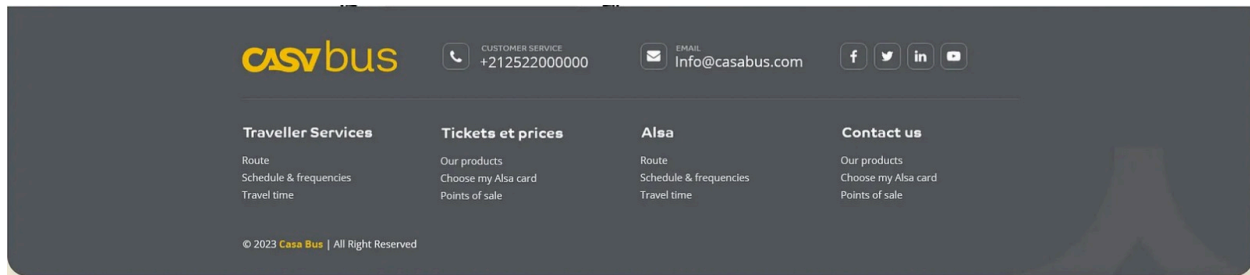 CASA bus
CUSTOMER SERVICE
+212522000000
EMAIL
Info@casabus.com
Traveller Services
Route
Schedule & frequencies
Travel time
Tickets et prices
Our products
Choose my Alsa card
Points of sale
Alsa
Route
Schedule & frequencies
Travel time
Contact us
Our products
Choose my Alsa card
Points of sale
© 2023 Casa Bus | All Right Reserved